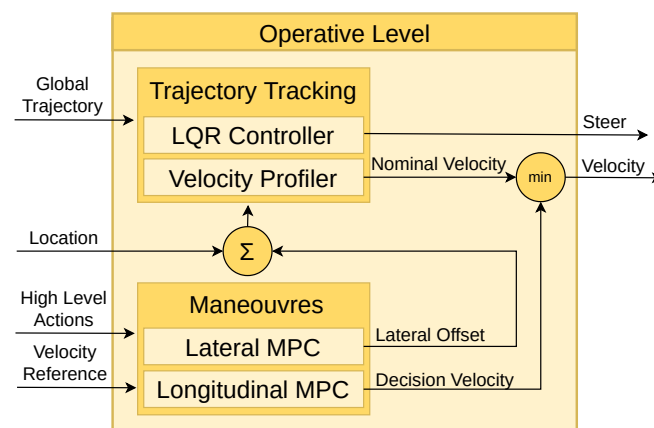 Operative Level
Global
Trajectory
Trajectory Tracking
LQR Controller
Steer
Velocity Profiler
Nominal Velocity
min
Velocity
Location
Σ
High Level
Actions
Maneouvres
Lateral MPC
Lateral Offset
Velocity
Reference
Longitudinal MPC
Decision Velocity